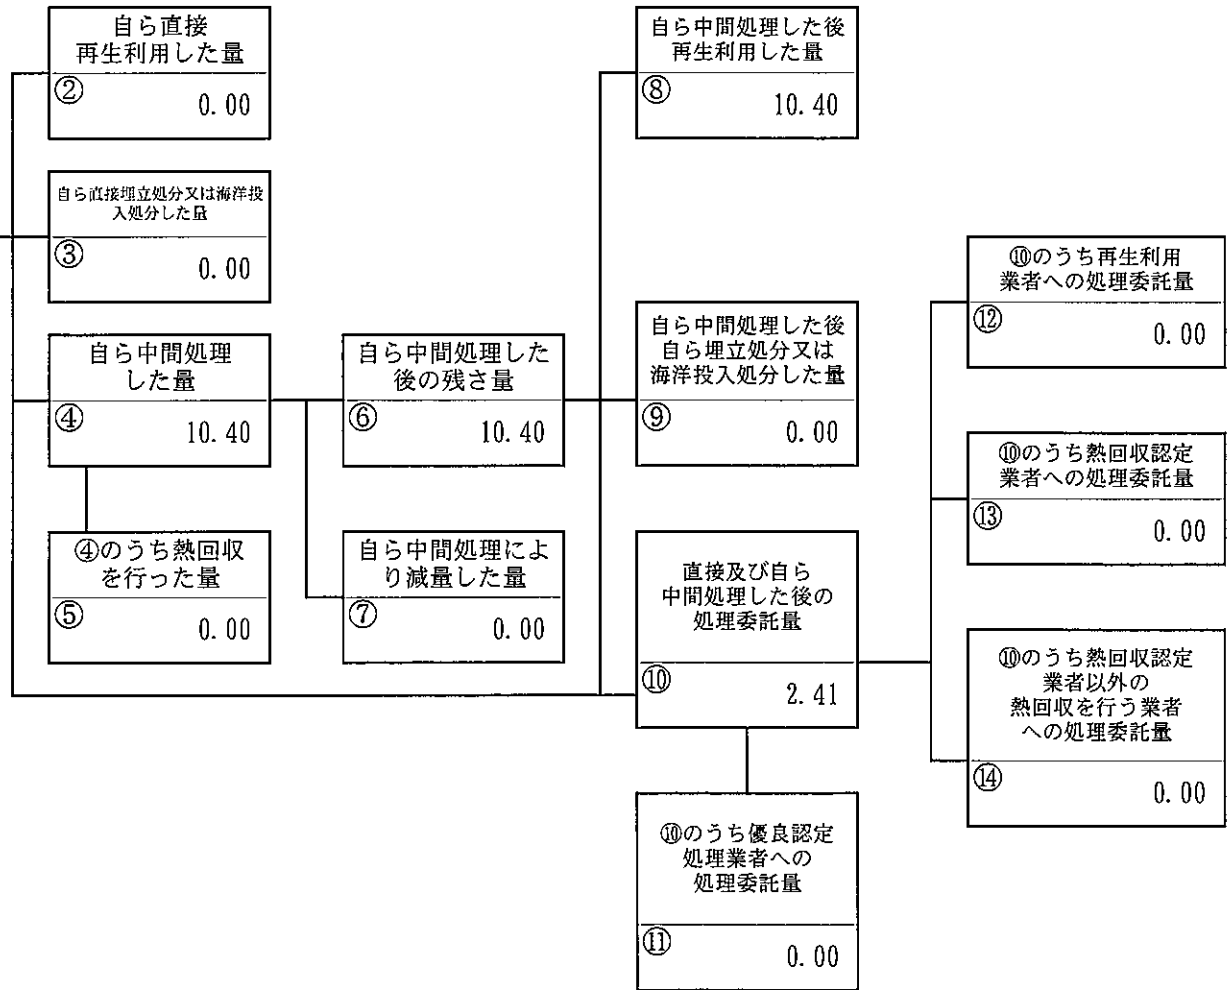 自ら直接
再生利用した量
②
0.00
自ら直接埋立処分又は海洋投
入処分した量
③
0.00
自ら中間処理
した量
④
10.40
④のうち熱回収
を行った量
⑤
0.00
自ら中間処理した
後の残さ量
⑥
10.40
自ら中間処理によ
り減量した量
⑦
0.00
自ら中間処理した後
再生利用した量
⑧
10.40
自ら中間処理した後
自ら埋立処分又は
海洋投入処分した量
⑨
0.00
直接及び自ら
中間処理した後の
処理委託量
⑩
2.41
⑩のうち優良認定
処理業者への
処理委託量
⑪
0.00
⑩のうち再生利用
業者への処理委託量
⑫
0.00
⑩のうち熱回収認定
業者への処理委託量
⑬
0.00
⑩のうち熱回収認定
業者以外の
熱回収を行う業者
への処理委託量
⑭
0.00